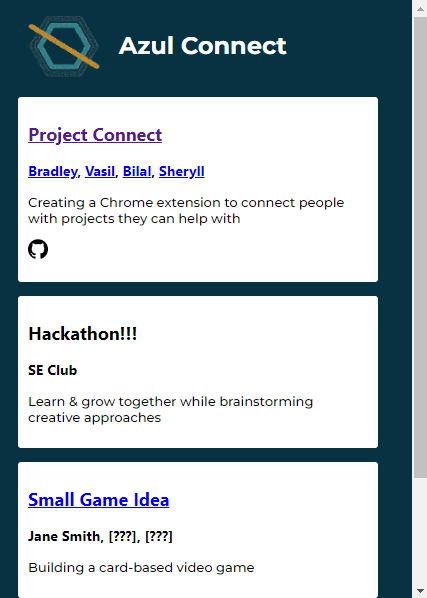 Azul Connect
Project Connect
Bradley, Vasil, Bilal, Sheryll
Creating a Chrome extension to connect people
with projects they can help with
Hackathon!!!
SE Club
Learn & grow together while brainstorming
creative approaches
Small Game Idea
Jane Smith, [???], [???]
Building a card-based video game